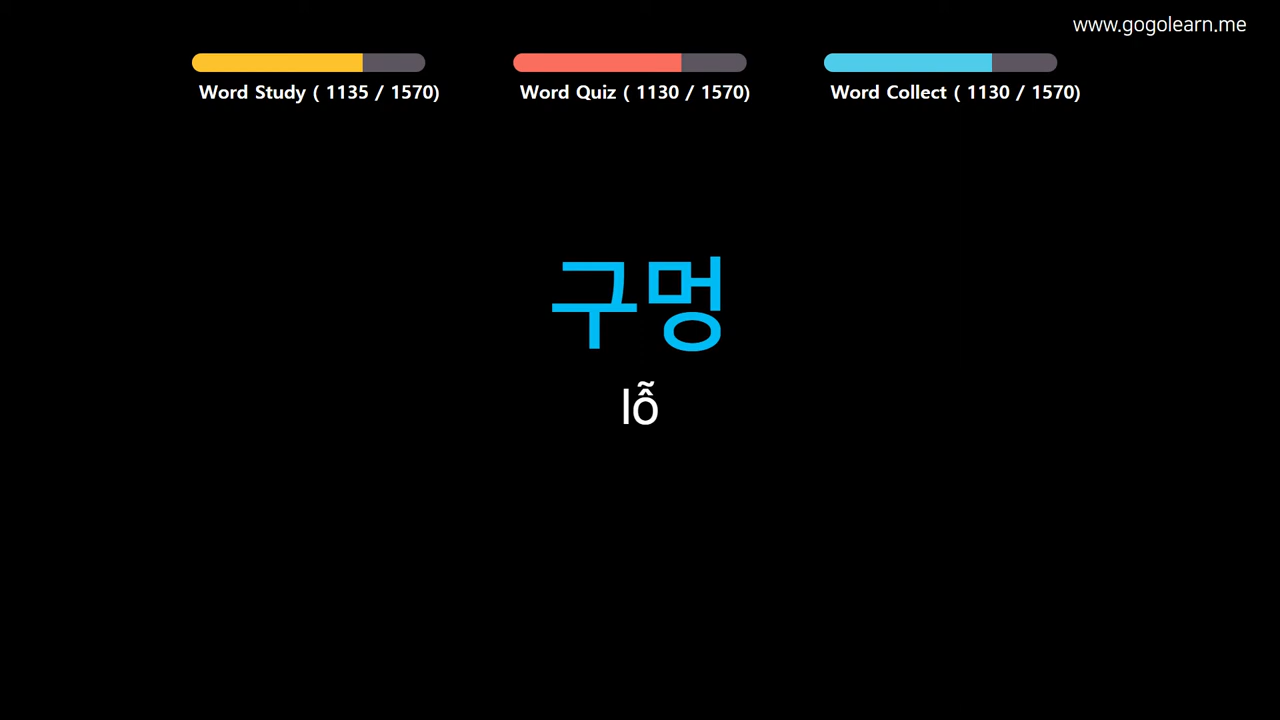 www.gogolearn.me
Word Study ( 1135 / 1570)
Word Quiz ( 1130 / 1570)
Word Collect ( 1130 / 1570)
구멍
lỗ